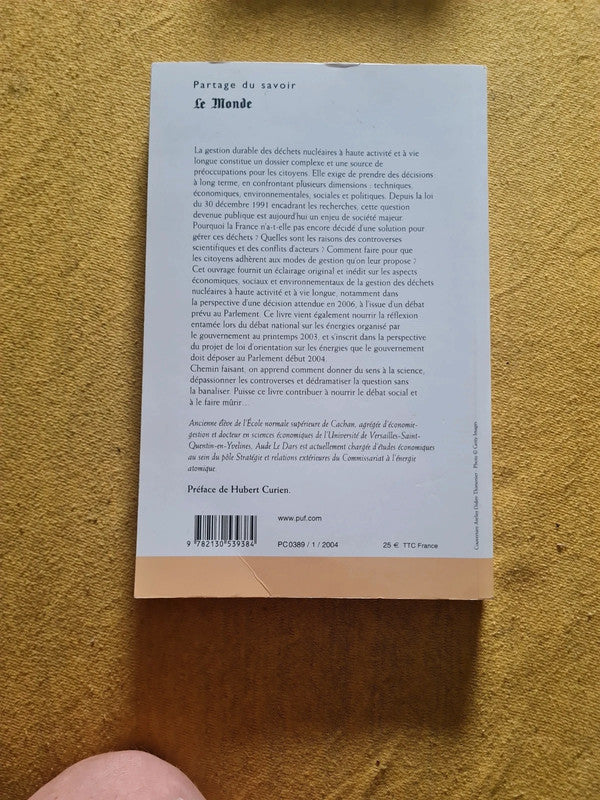 Partage du savoir
Le Monde
La gestion durable des déchets nucléaires à haute activité et à vie
longue constitue un dossier complexe et une source de
préoccupations pour les citoyens. Elle exige de prendre des décisions
à long terme, en confrontant plusieurs dimensions : techniques,
économiques, environnementales, sociales et politiques. Depuis la loi
du 30 décembre 1991 encadrant les recherches, cette question
devenue publique est aujourd'hui un enjeu de société majeur.
Pourquoi la France n'a-t-elle pas encore décidé d'une solution pour
gérer ces déchets ? Quelles sont les raisons des controverses
scientifiques et des conflits d'acteurs ? Comment faire pour que
les citoyens adhèrent aux modes de gestion qu'on leur propose ?
Cet ouvrage fournit un éclairage original et inédit sur les aspects
économiques, sociaux et environnementaux de la gestion des déchets
nucléaires à haute activité et à vie longue, notamment dans
la perspective d'une décision attendue en 2006, à l'issue d'un débat
prévu au Parlement. Ce livre vient également nourrir la réflexion
entamée lors du débat national sur les énergies organisé par
le gouvernement au printemps 2003, et s'inscrit dans la perspective
du projet de loi d'orientation sur les énergies que le gouvernement
doit déposer au Parlement début 2004.
Chemin faisant, on apprend comment donner du sens à la science,
dépassionner les controverses et dédramatiser la question sans
la banaliser. Puisse ce livre contribuer à nourrir le débat social et
à le faire mûrir...
Ancienne élève de l'École normale supérieure de Cachan, agrégée d'économie-
gestion et docteur en sciences économiques de l'Université de Versailles-Saint-
Quentin-en-Yvelines, Aude Le Dars est actuellement chargée d'études économiques
au sein du pôle Stratégie et relations extérieures du Commissariat à l'énergie
atomique.
Préface de Hubert Curien.
www.puf.com
9 782130 539384
PC0389 / 1 / 2004
25 € TTC France
Couverture Atelier Didier Thimonier - Photo © Getty Images